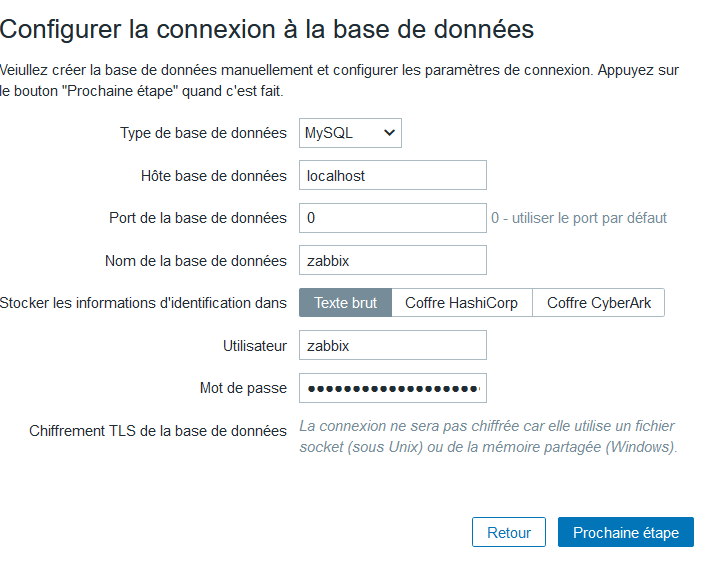 Configurer la connexion à la base de données
Veiullez créer la base de données manuellement et configurer les paramètres de connexion. Appuyez sur
le bouton "Prochaine étape" quand c'est fait.
Type de base de données MySQL
Hôte base de données localhost
Port de la base de données 0 0 - utiliser le port par défaut
Nom de la base de données zabbix
Stocker les informations d'identification dans Texte brut Coffre HashiCorp Coffre CyberArk
Utilisateur zabbix
Mot de passe ●●●●●●●●●●●●●●●●●●●●
Chiffrement TLS de la base de données La connexion ne sera pas chiffrée car elle utilise un fichier
socket (sous Unix) ou de la mémoire partagée (Windows).
Retour Prochaine étape